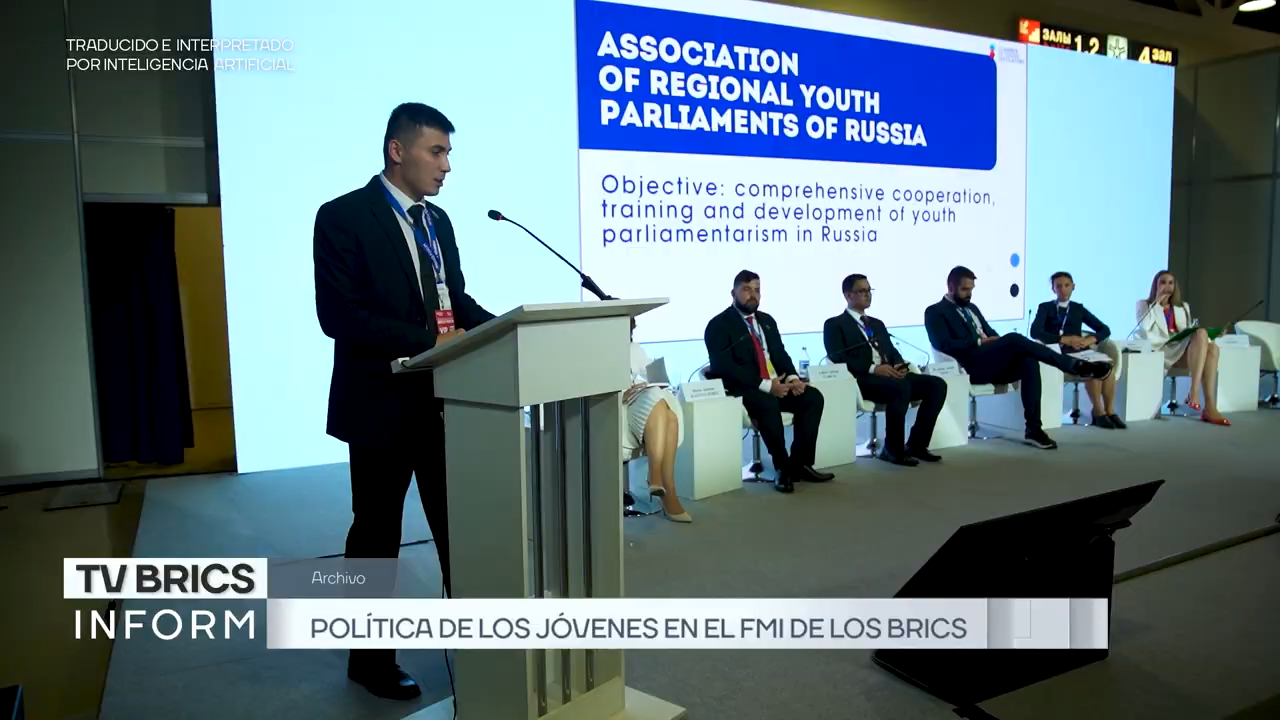 TRADUCIDO E INTERPRETADO
POR INTELIGENCIA ARTIFICIAL
ЗАЛЫ
1-2
4 зал
ASSOCIATION
OF REGIONAL YOUTH
PARLIAMENTS OF RUSSIA
Objective: comprehensive cooperation,
training and development of youth
parliamentarism in Russia
VIP
TV BRICS
INFORM
Archivo
POLÍTICA DE LOS JÓVENES EN EL FMI DE LOS BRICS